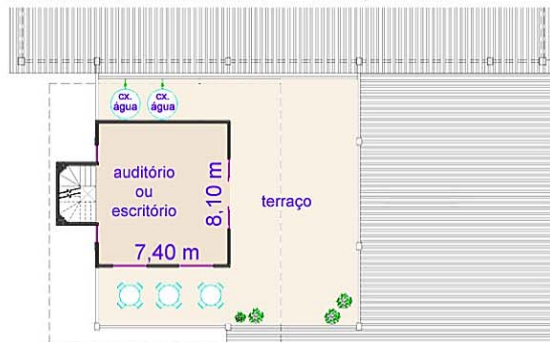 cx.
água
cx.
água
auditório
ou
escritório
8,10 m
terraço
7,40 m